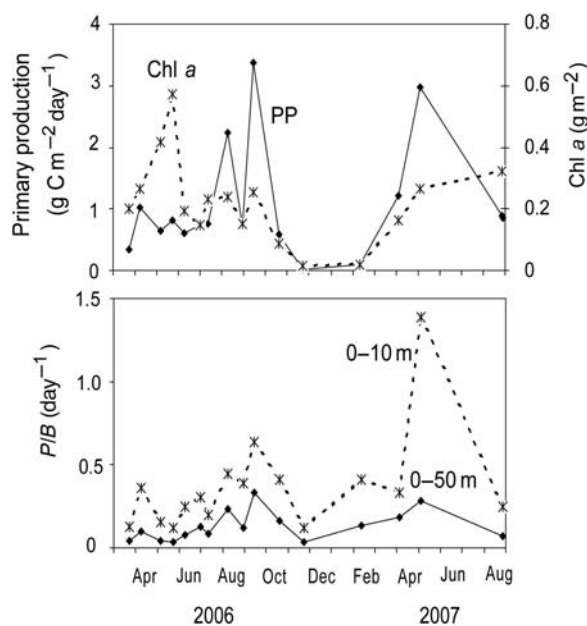 Primary production
(g C m⁻² day⁻¹)
4
3
2
1
0
Chl a
PP
0.8
0.6
0.4
0.2
0
Chl a (g m⁻²)
P/B (day⁻¹)
1.5
1.0
0.5
0
0–10 m
0–50 m
Apr Jun Aug Oct Dec Feb Apr Jun Aug
2006 2007